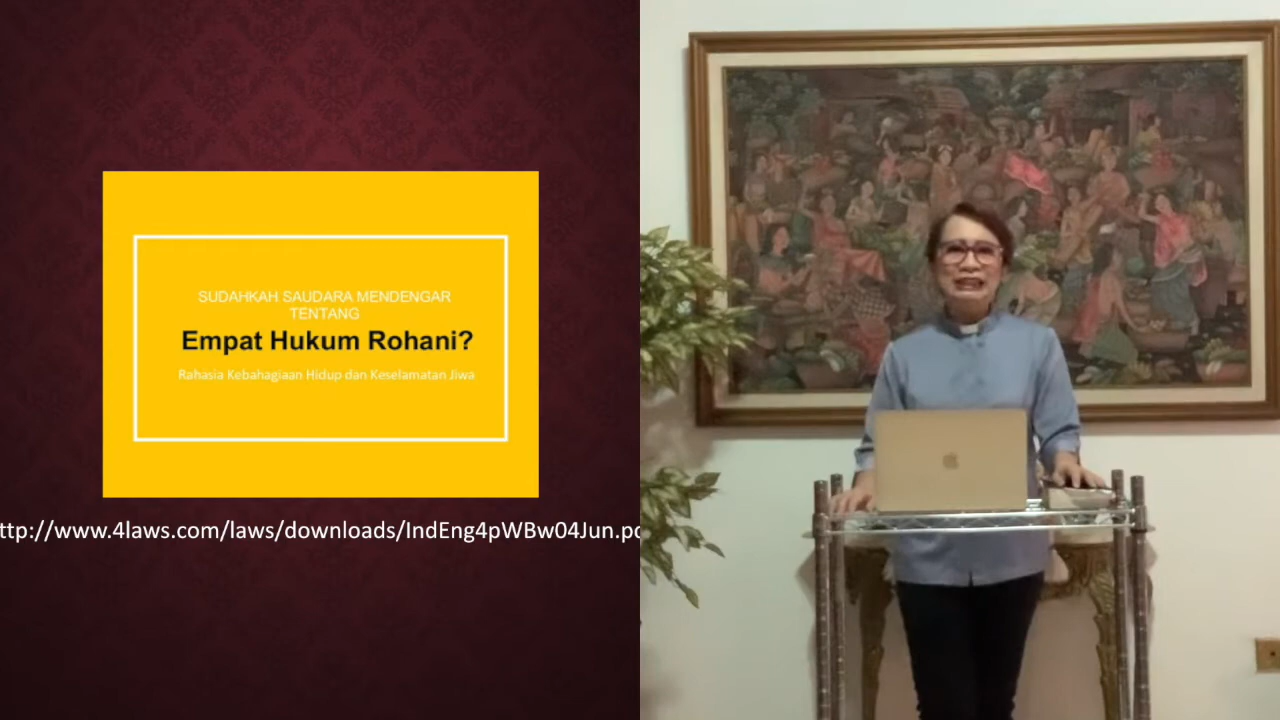 SUDAHKAH SAUDARA MENDENGAR
TENTANG
Empat Hukum Rohani?
Rahasia Kebahagiaan Hidup dan Keselamatan Jiwa
ttp://www.4laws.com/laws/downloads/IndEng4pWBw04Jun.pd